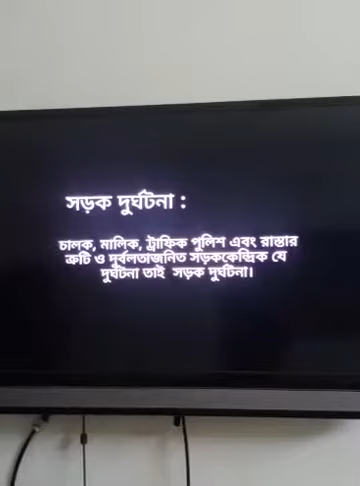 সড়ক দুর্ঘটনা :
চালক, মালিক, ট্রাফিক পুলিশ এবং রাস্তার
ত্রুটি ও দুর্বলতাজনিত সড়ককেন্দ্রিক যে
দুর্ঘটনা তাই সড়ক দুর্ঘটনা।